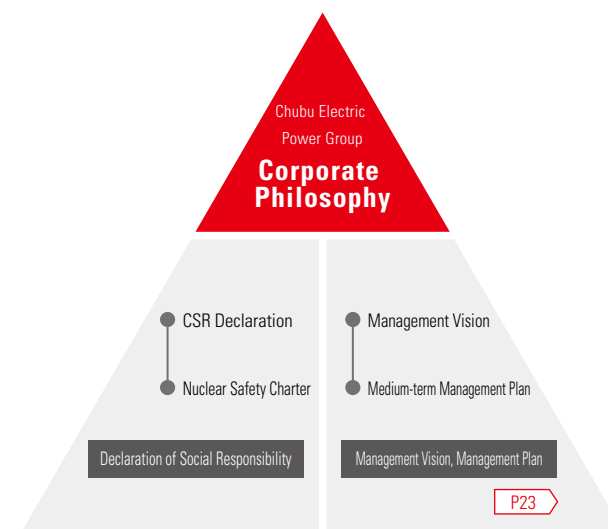 Chubu Electric
Power Group
Corporate
Philosophy
CSR Declaration
Nuclear Safety Charter
Declaration of Social Responsibility
Management Vision
Medium-term Management Plan
Management Vision, Management Plan
P23